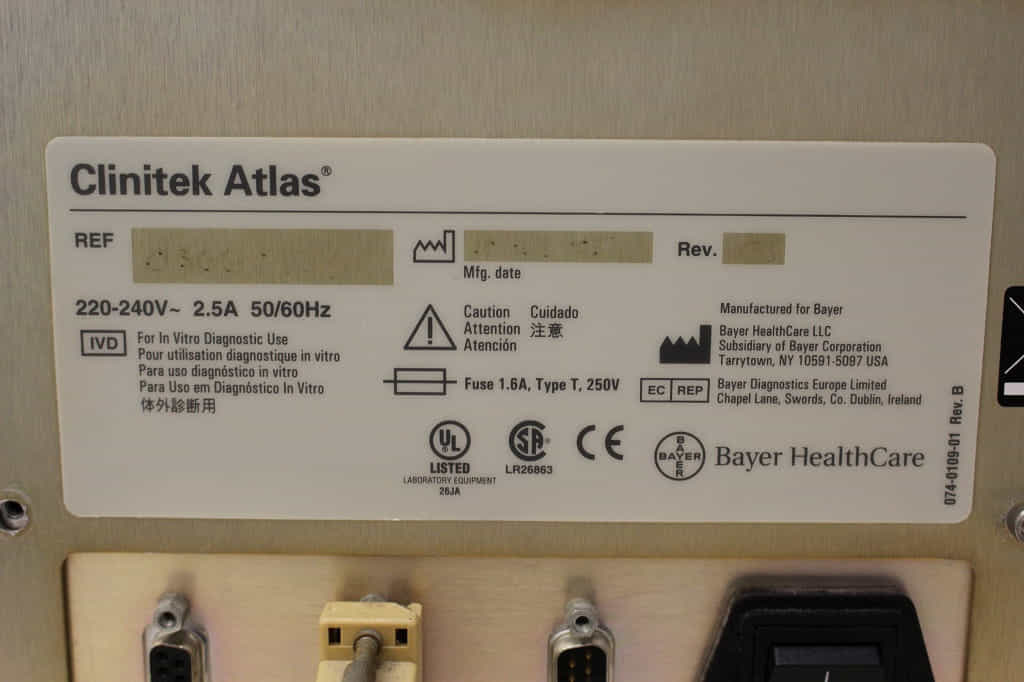 Clinitek Atlas®
REF
Mfg. date
Rev.
220-240V~ 2.5A 50/60Hz
IVD
For In Vitro Diagnostic Use
Pour utilisation diagnostique in vitro
Para uso diagnóstico in vitro
Para Uso em Diagnóstico In Vitro
体外診断用
Caution Cuidado
Attention 注意
Atención
Fuse 1.6A, Type T, 250V
Manufactured for Bayer
Bayer HealthCare LLC
Subsidiary of Bayer Corporation
Tarrytown, NY 10591-5097 USA
EC REP
Bayer Diagnostics Europe Limited
Chapel Lane, Swords, Co. Dublin, Ireland
UL
LISTED
LABORATORY EQUIPMENT
26JA
SA®
LR26863
CE
BAYER
BAYER
Bayer HealthCare
074-0109-01 Rev. B